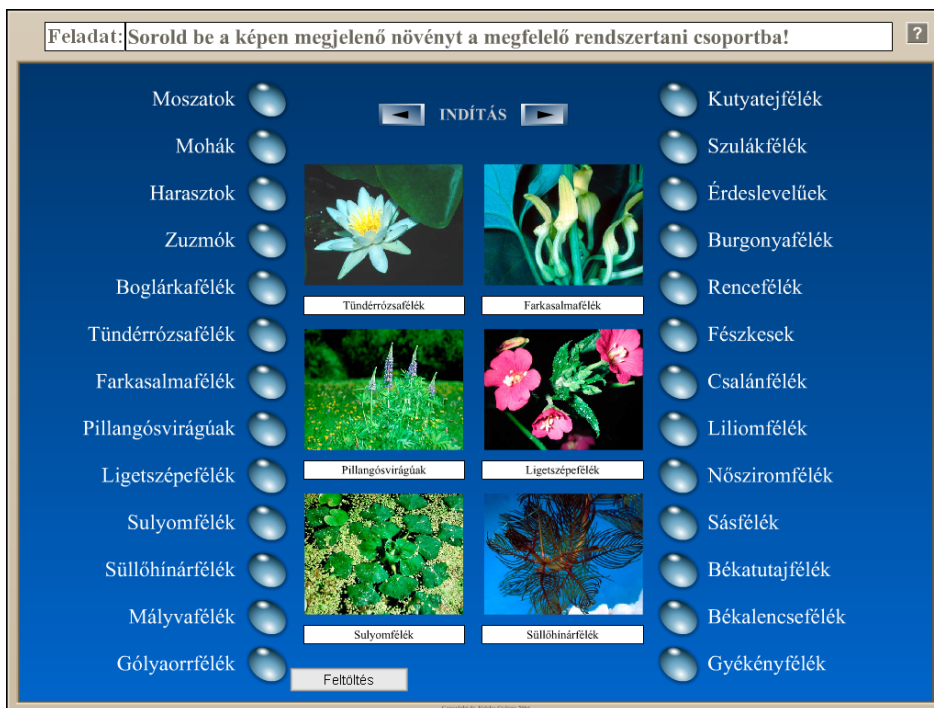 Feladat: Sorold be a képen megjelenő növényt a megfelelő rendszertani csoportba!
?
INDÍTÁS
Moszatok
Mohák
Harasztok
Zuzmók
Boglárkafélék
Tündérrózsafélék
Farkasalmafélék
Pillangósvirágúak
Ligetszépefélék
Sulyomfélék
Süllőhínárfélék
Mályvafélék
Gólyaorrfélék
Tündérrózsafélék
Farkasalmafélék
Pillangósvirágúak
Ligetszépefélék
Sulyomfélék
Süllőhínárfélék
Feltöltés
Kutyatejfélék
Szulákfélék
Érdeslevelűek
Burgonyafélék
Rencefélék
Fészkesek
Csalánfélék
Liliomfélék
Nősziromfélék
Sásfélék
Békatutajfélék
Békalencsefélék
Gyékényfélék